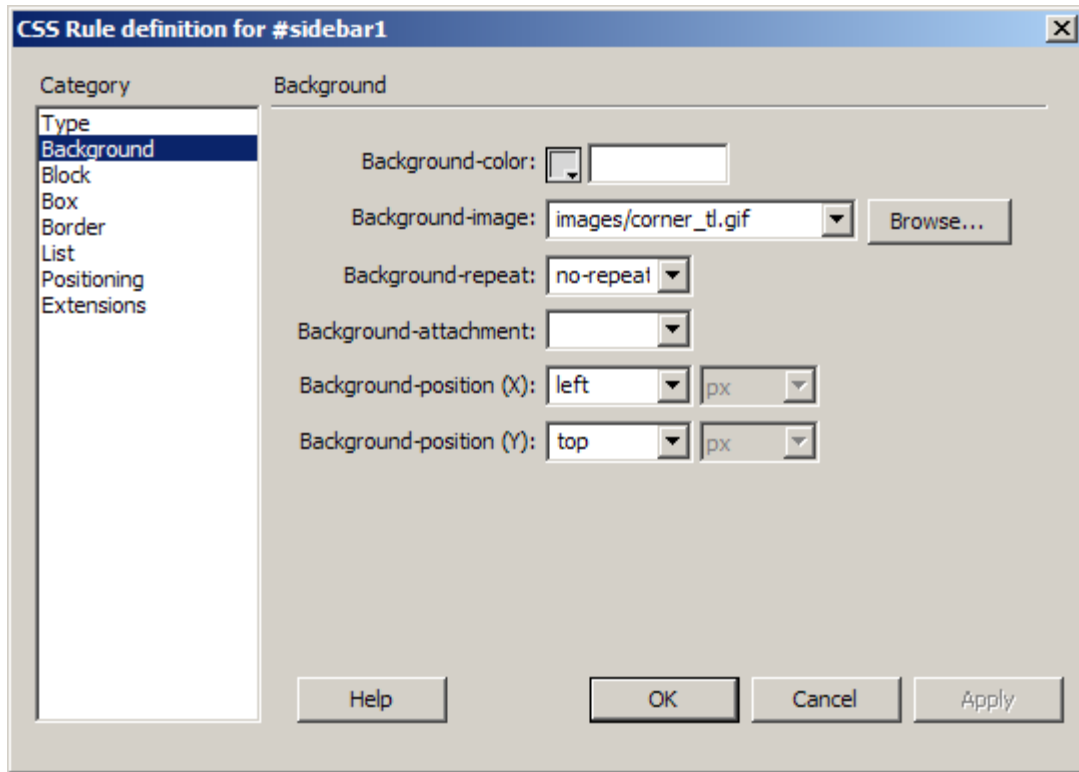 CSS Rule definition for #sidebar1
Category
Type
Background
Block
Box
Border
List
Positioning
Extensions
Background
Background-color:
Background-image: images/corner_tl.gif Browse...
Background-repeat: no-repeat
Background-attachment:
Background-position (X): left px
Background-position (Y): top px
Help OK Cancel Apply